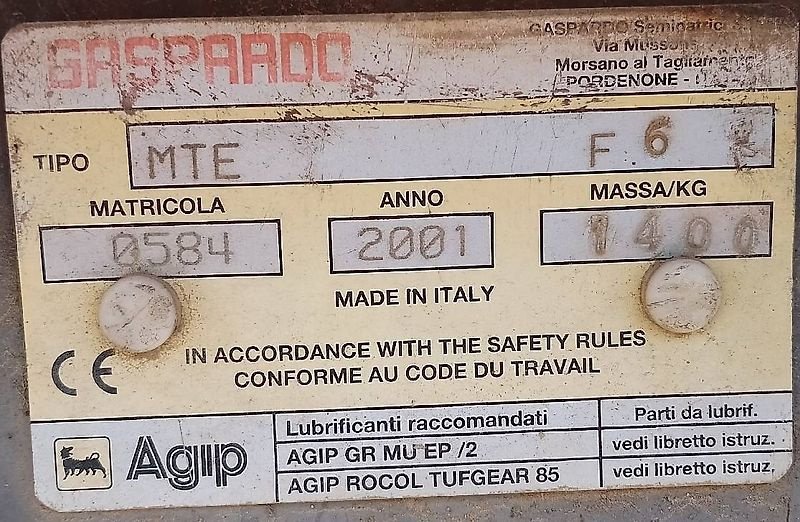 GASPARDO
GASPARDO Seminatrici
Via
Morsano al Tagliamento
PORDENONE -
TIPO MTE F 6
MATRICOLA ANNO MASSA/KG
0584 2001 1400
MADE IN ITALY
CE IN ACCORDANCE WITH THE SAFETY RULES
CONFORME AU CODE DU TRAVAIL
Agip
Lubrificanti raccomandati Parti da lubrif.
AGIP GR MU EP /2 vedi libretto istruz.
AGIP ROCOL TUFGEAR 85 vedi libretto istruz.